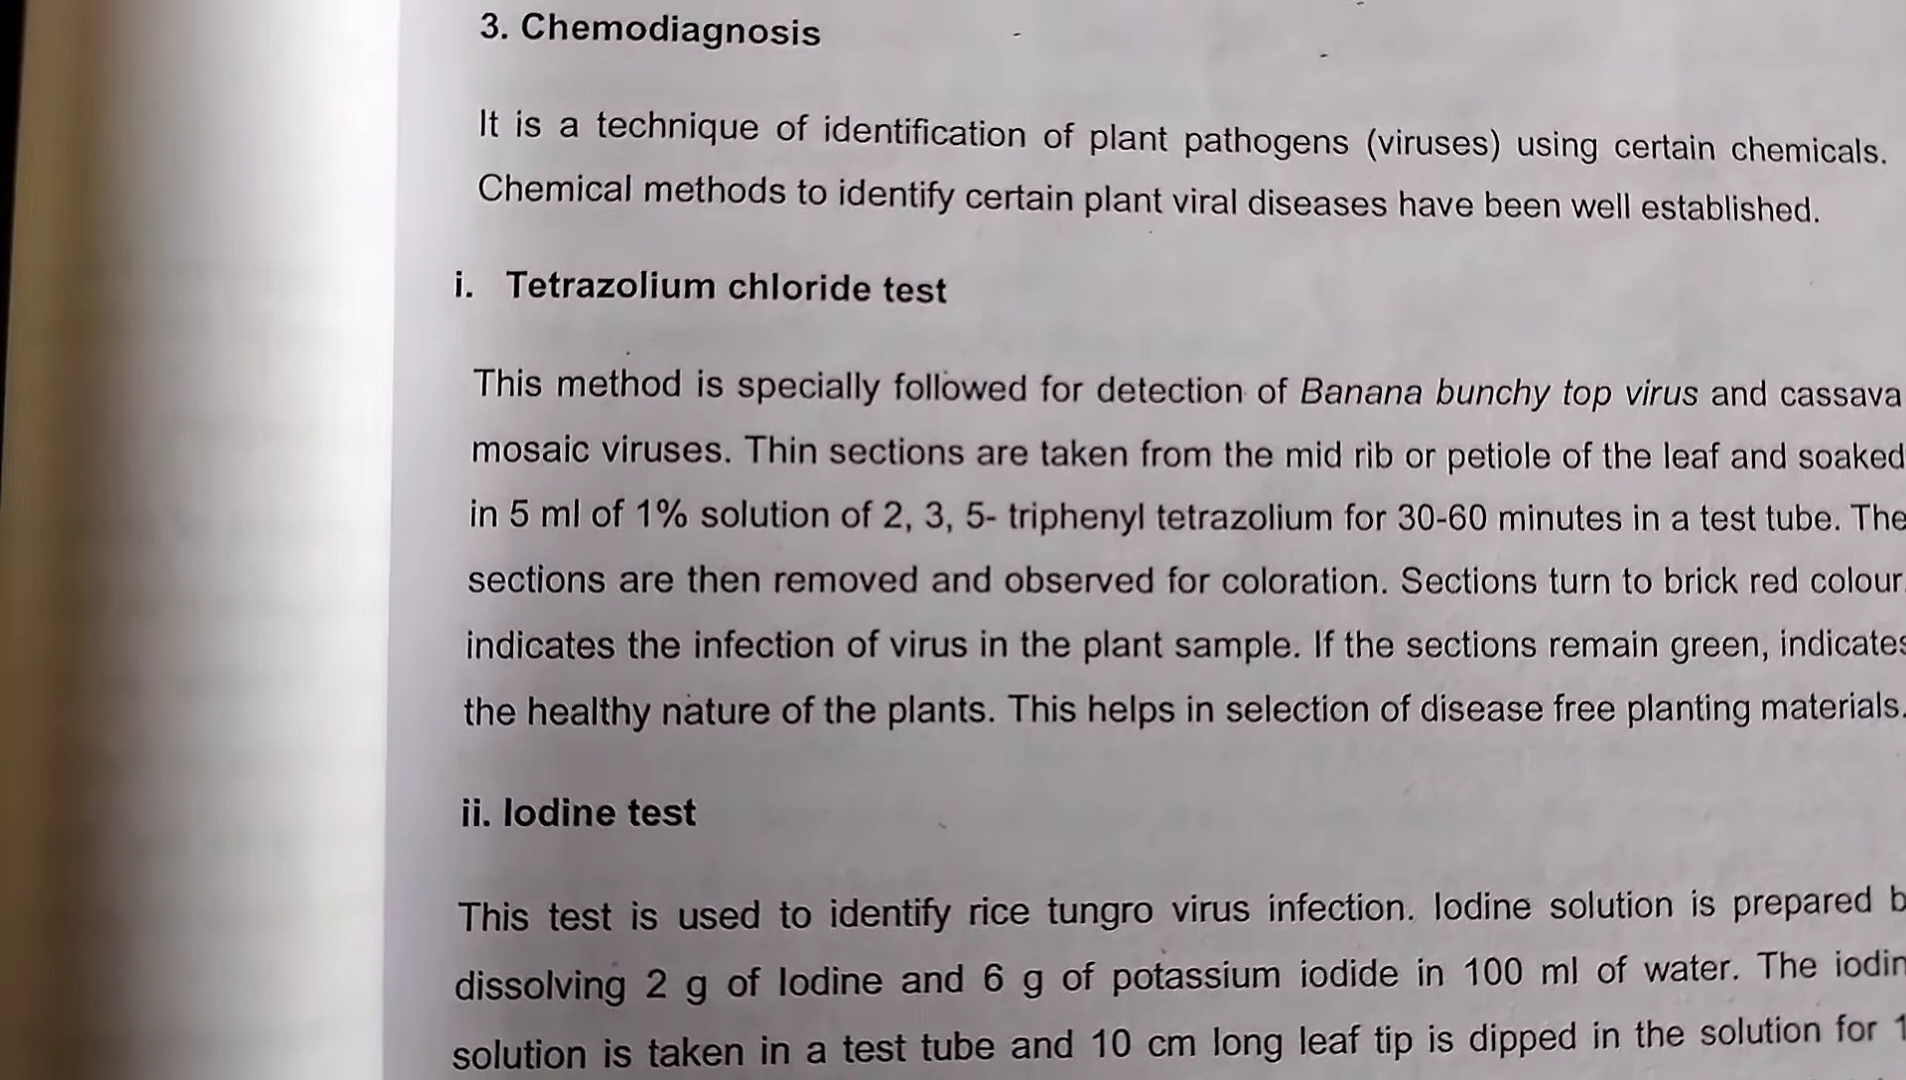 3. Chemodiagnosis
It is a technique of identification of plant pathogens (viruses) using certain chemicals.
Chemical methods to identify certain plant viral diseases have been well established.
i. Tetrazolium chloride test
This method is specially followed for detection of Banana bunchy top virus and cassava
mosaic viruses. Thin sections are taken from the mid rib or petiole of the leaf and soaked
in 5 ml of 1% solution of 2, 3, 5- triphenyl tetrazolium for 30-60 minutes in a test tube. The
sections are then removed and observed for coloration. Sections turn to brick red colour
indicates the infection of virus in the plant sample. If the sections remain green, indicates
the healthy nature of the plants. This helps in selection of disease free planting materials.
ii. Iodine test
This test is used to identify rice tungro virus infection. Iodine solution is prepared
dissolving 2 g of Iodine and 6 g of potassium iodide in 100 ml of water. The
solution is taken in a test tube and 10 cm long leaf tip is dipped in the solution for